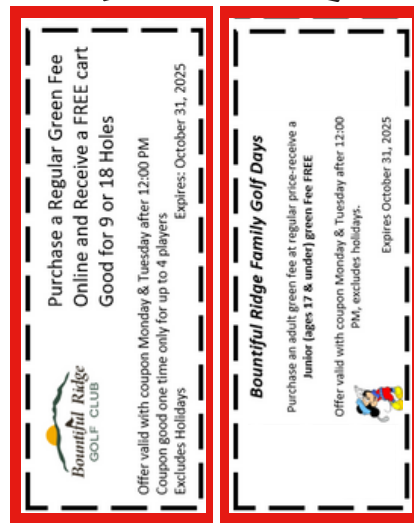 Bountiful Ridge
GOLF CLUB
Purchase a Regular Green Fee
Online and Receive a FREE cart
Good for 9 or 18 Holes
Offer valid with coupon Monday & Tuesday after 12:00 PM
Coupon good one time only for up to 4 players
Excludes Holidays Expires: October 31, 2025
Bountiful Ridge Family Golf Days
Purchase an adult green fee at regular price-receive a
Junior (ages 17 & under) green Fee FREE
Offer valid with coupon Monday & Tuesday after 12:00
PM, excludes holidays.
Expires October 31, 2025